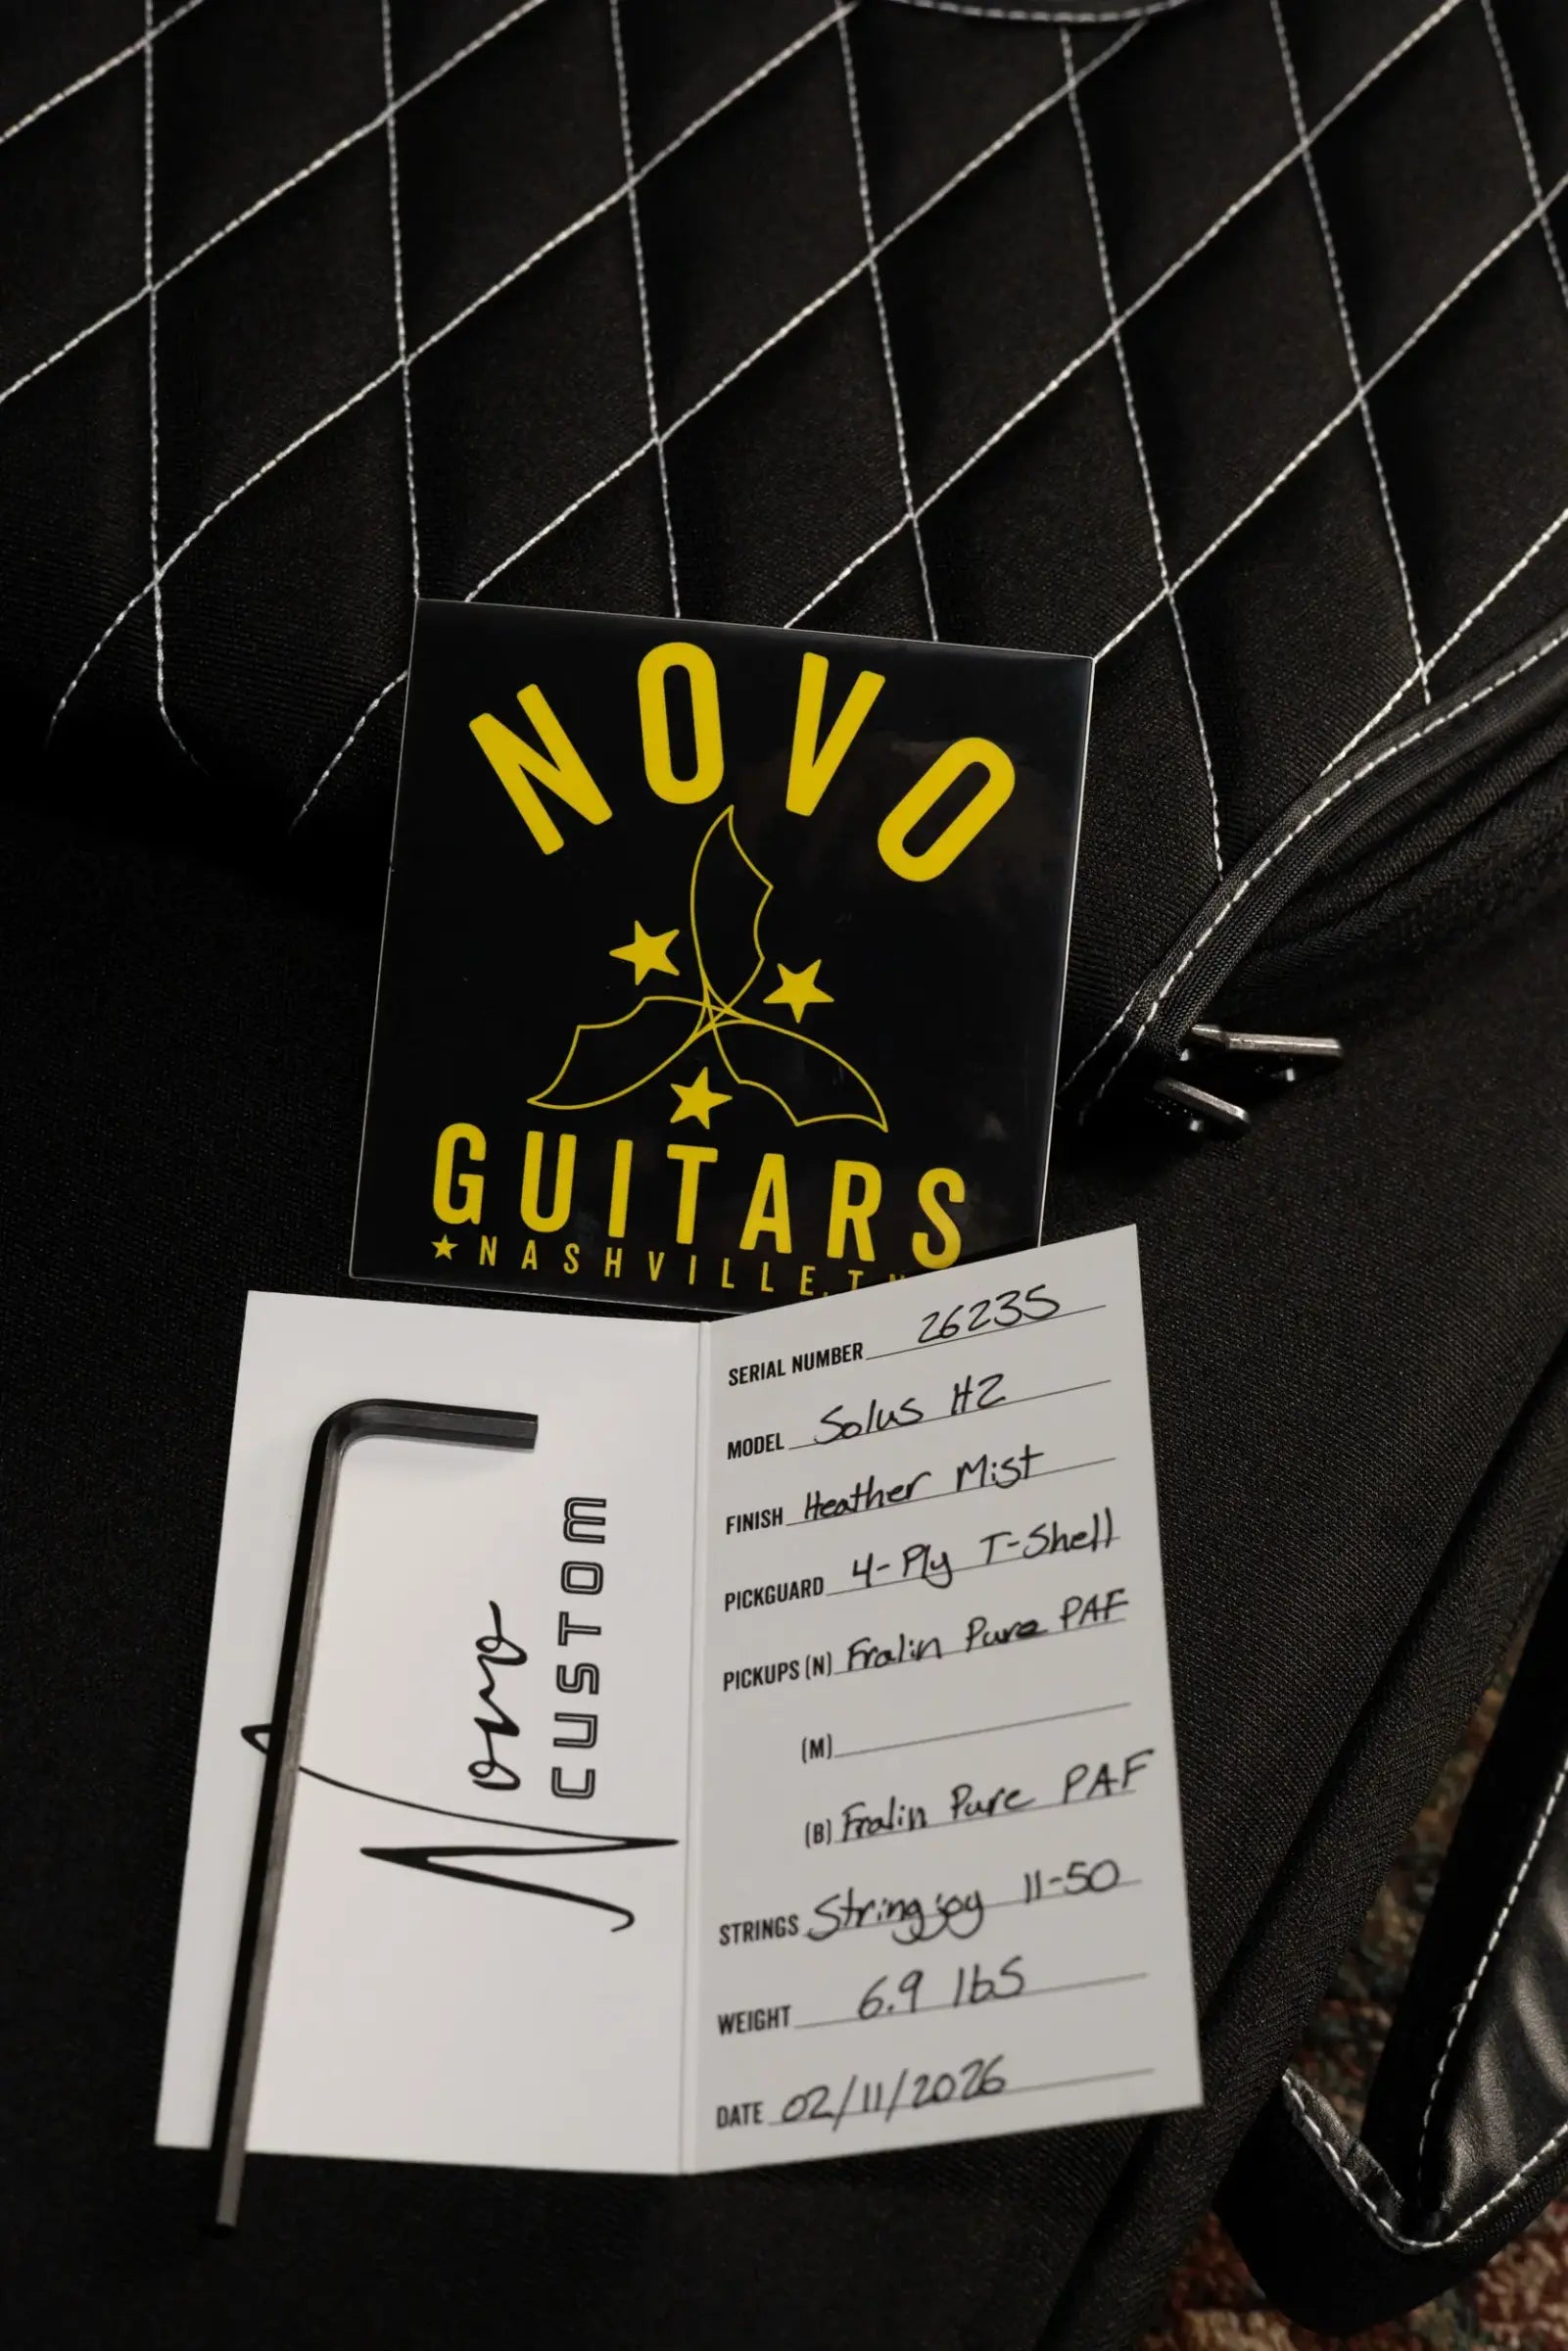 NOVO
GUITARS
★NASHVILLE, T
Novo
CUSTOM
SERIAL NUMBER 26235
MODEL Solus H2
FINISH Heather Mist
PICKGUARD 4-Ply T-Shell
PICKUPS (N) Fralin Pure PAF
(M)
(B) Fralin Pure PAF
STRINGS Stringjoy 11-50
WEIGHT 6.9 lbs
DATE 02/11/2026